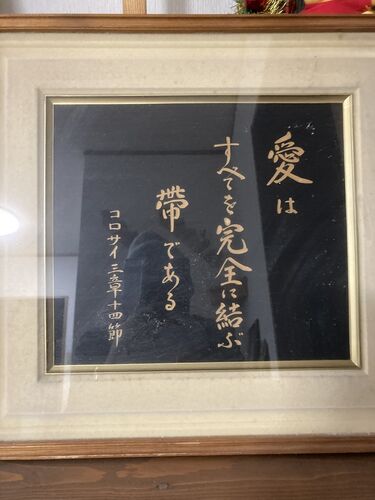 愛は
すべてを完全に結ぶ
帶である
コロサイ三章十四節